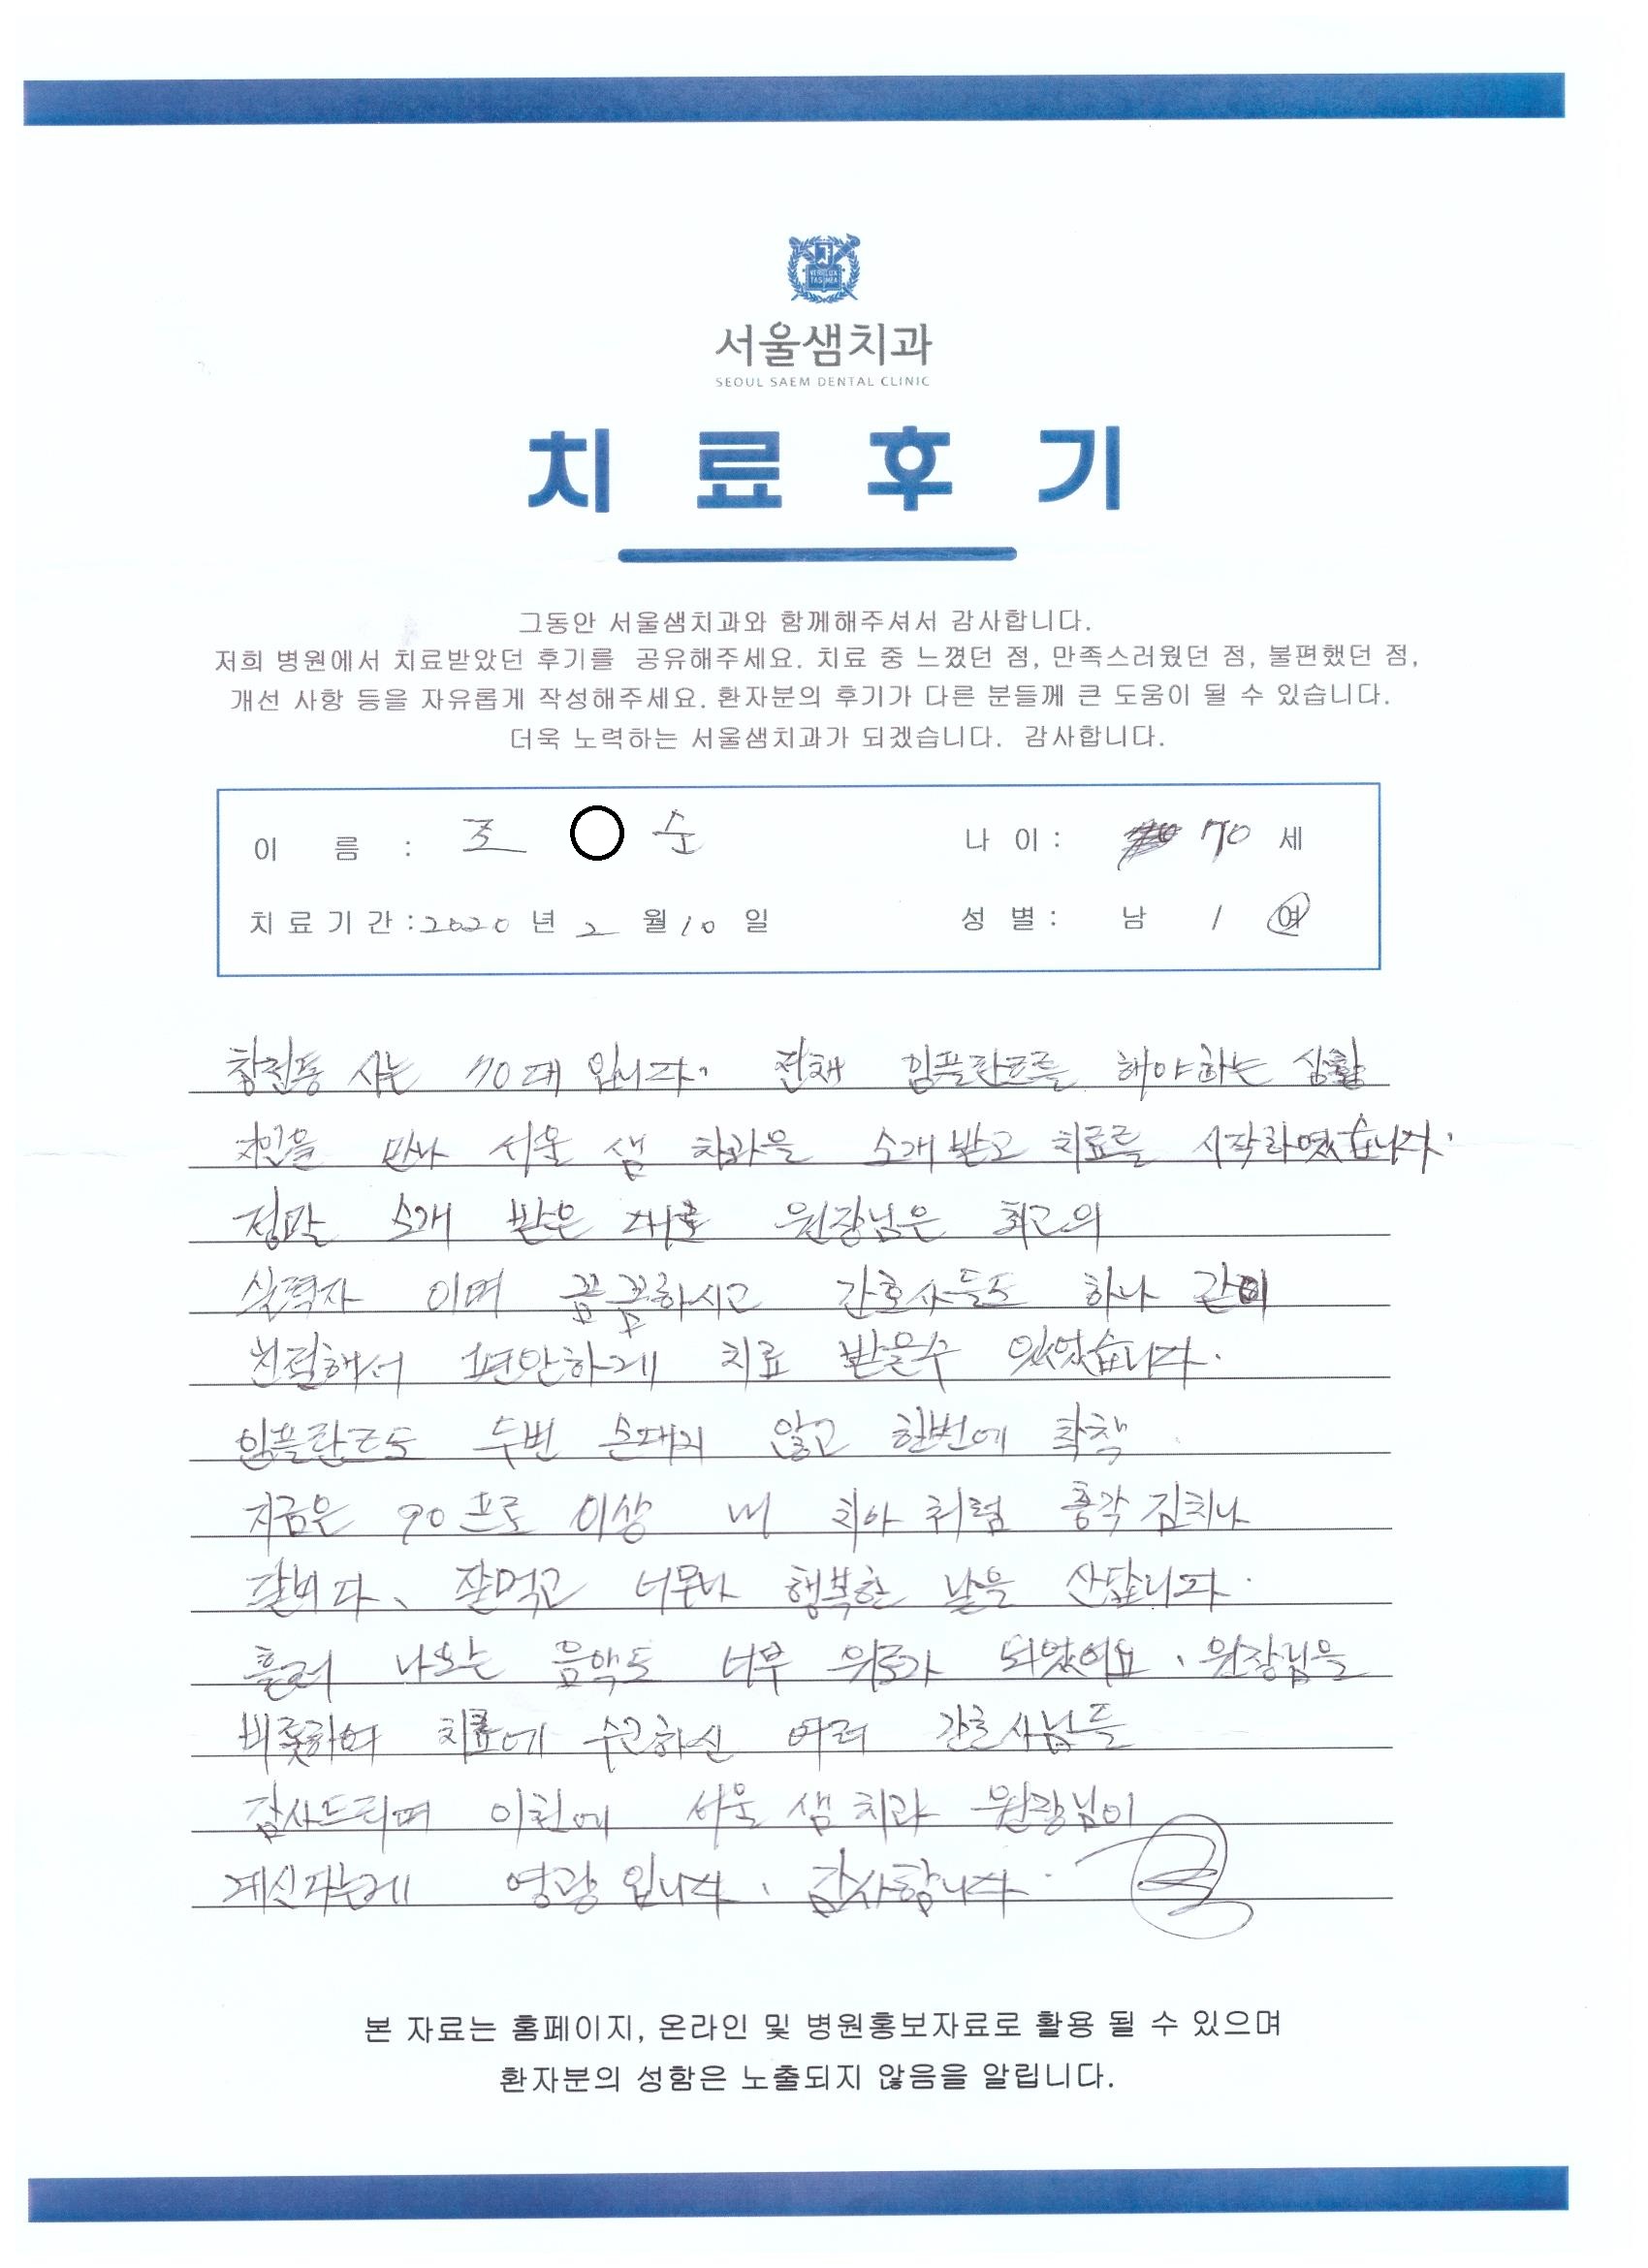 서울샘치과
SEOUL SAEM DENTAL CLINIC
치 료 후 기
그동안 서울샘치과와 함께해주셔서 감사합니다.
저희 병원에서 치료받았던 후기를 공유해주세요. 치료 중 느꼈던 점, 만족스러웠던 점, 불편했던 점,
개선 사항 등을 자유롭게 작성해주세요. 환자분의 후기가 다른 분들께 큰 도움이 될 수 있습니다.
더욱 노력하는 서울샘치과가 되겠습니다. 감사합니다.
이 름 : 조 ○ 순 나 이 : 70 세
치 료 기 간 : 2020 년 2 월 10 일 성 별 : 남 / 여
창전동 사는 70대 입니다. 전채 임플란트를 해야하는 상황
지인을 만나 서울 샘 치과을 소개 받고 치료를 시작하였습니다.
정말 소개 받은 대로 원장님은 최고의
실력자 이며 꼼꼼하시고 간호사들도 하나 같이
친절해서 편안하게 치료 받을수 있었습니다.
임플란트도 두번 손대지 않고 한번에 착착
지금은 90프로 이상 내 치아 처럼 총각 김치나
갈비 다, 잘먹고 너무나 행복한 날을 산답니다.
흘러 나오는 음악도 너무 위로가 되었어요, 원장님을
비롯하여 치료에 수고하신 여러 간호사님들
감사드리며 이천에 서울 샘 치과 원장님이
계신다는게 영광 입니다. 감사합니다.
본 자료는 홈페이지, 온라인 및 병원홍보자료로 활용 될 수 있으며
환자분의 성함은 노출되지 않음을 알립니다.